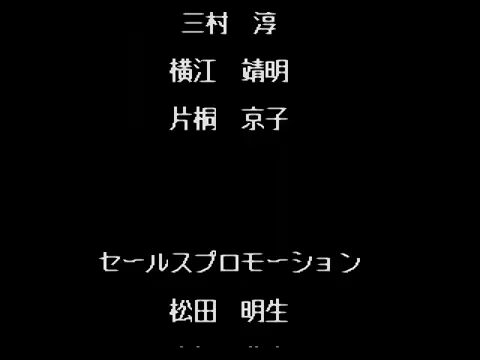 三村　淳
横江　靖明
片桐　京子
セールスプロモーション
松田　明生